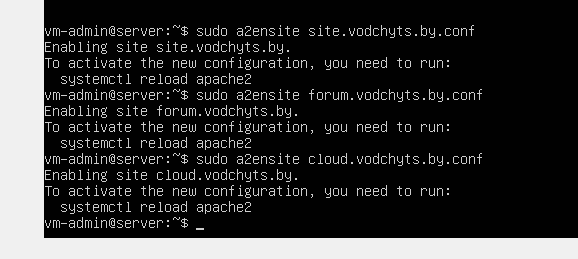 vm-admin@server:~$ sudo a2ensite site.vodchyts.by.conf
Enabling site site.vodchyts.by.
To activate the new configuration, you need to run:
  systemctl reload apache2
vm-admin@server:~$ sudo a2ensite forum.vodchyts.by.conf
Enabling site forum.vodchyts.by.
To activate the new configuration, you need to run:
  systemctl reload apache2
vm-admin@server:~$ sudo a2ensite cloud.vodchyts.by.conf
Enabling site cloud.vodchyts.by.
To activate the new configuration, you need to run:
  systemctl reload apache2
vm-admin@server:~$ _